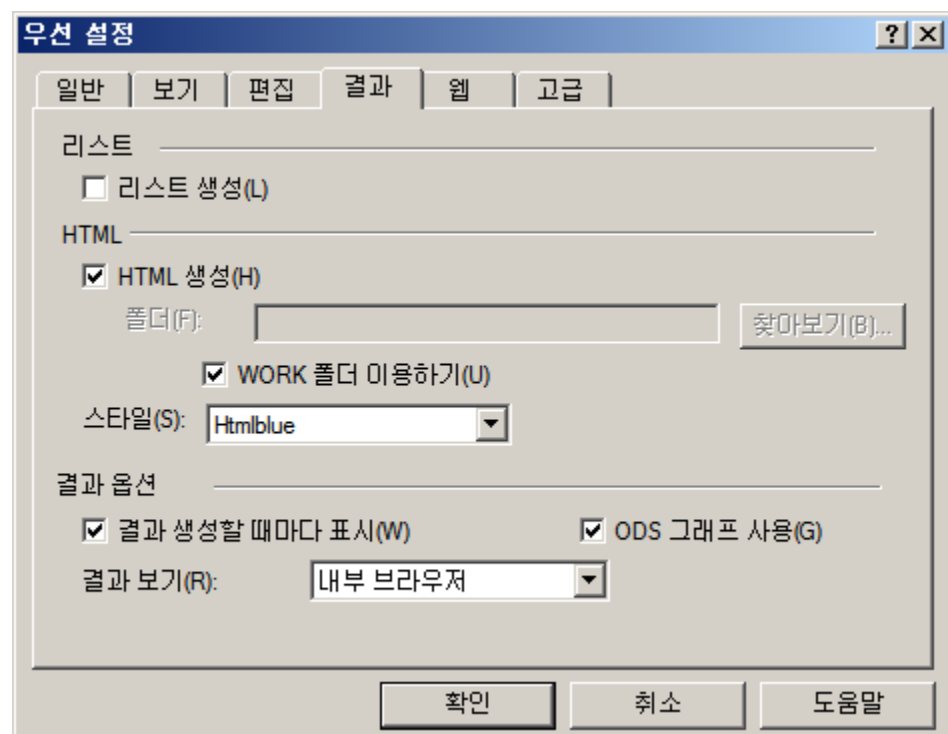 우선 설정
일반 보기 편집 결과 웹 고급
리스트
리스트 생성(L)
HTML
HTML 생성(H)
폴더(F): 찾아보기(B)...
WORK 폴더 이용하기(U)
스타일(S): Htmlblue
결과 옵션
결과 생성할 때마다 표시(W) ODS 그래프 사용(G)
결과 보기(R): 내부 브라우저
확인 취소 도움말